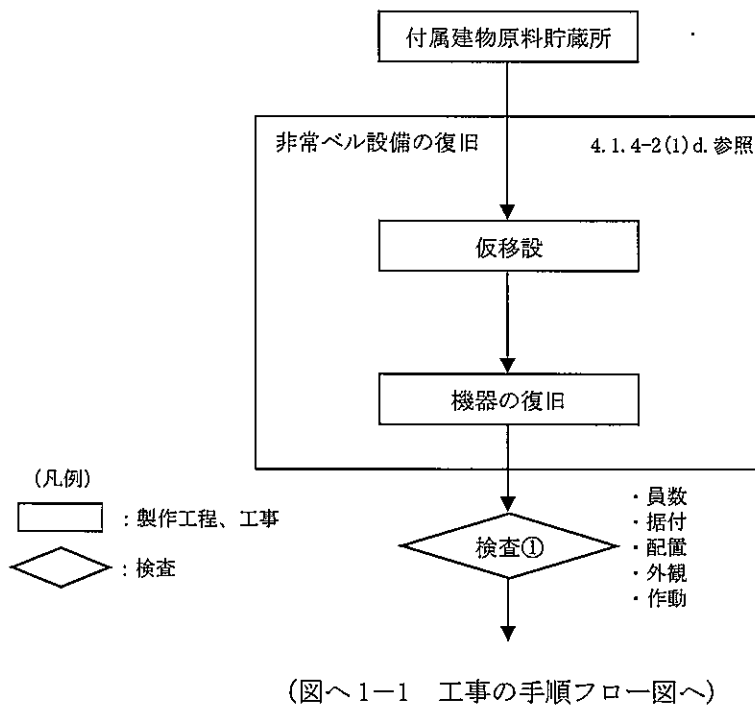 付属建物原料貯蔵所
非常ベル設備の復旧 4.1.4-2(1)d.参照
仮移設
機器の復旧
(凡例)
：製作工程、工事
：検査
検査①
・員数
・据付
・配置
・外観
・作動
(図へ1-1 工事の手順フロー図へ)